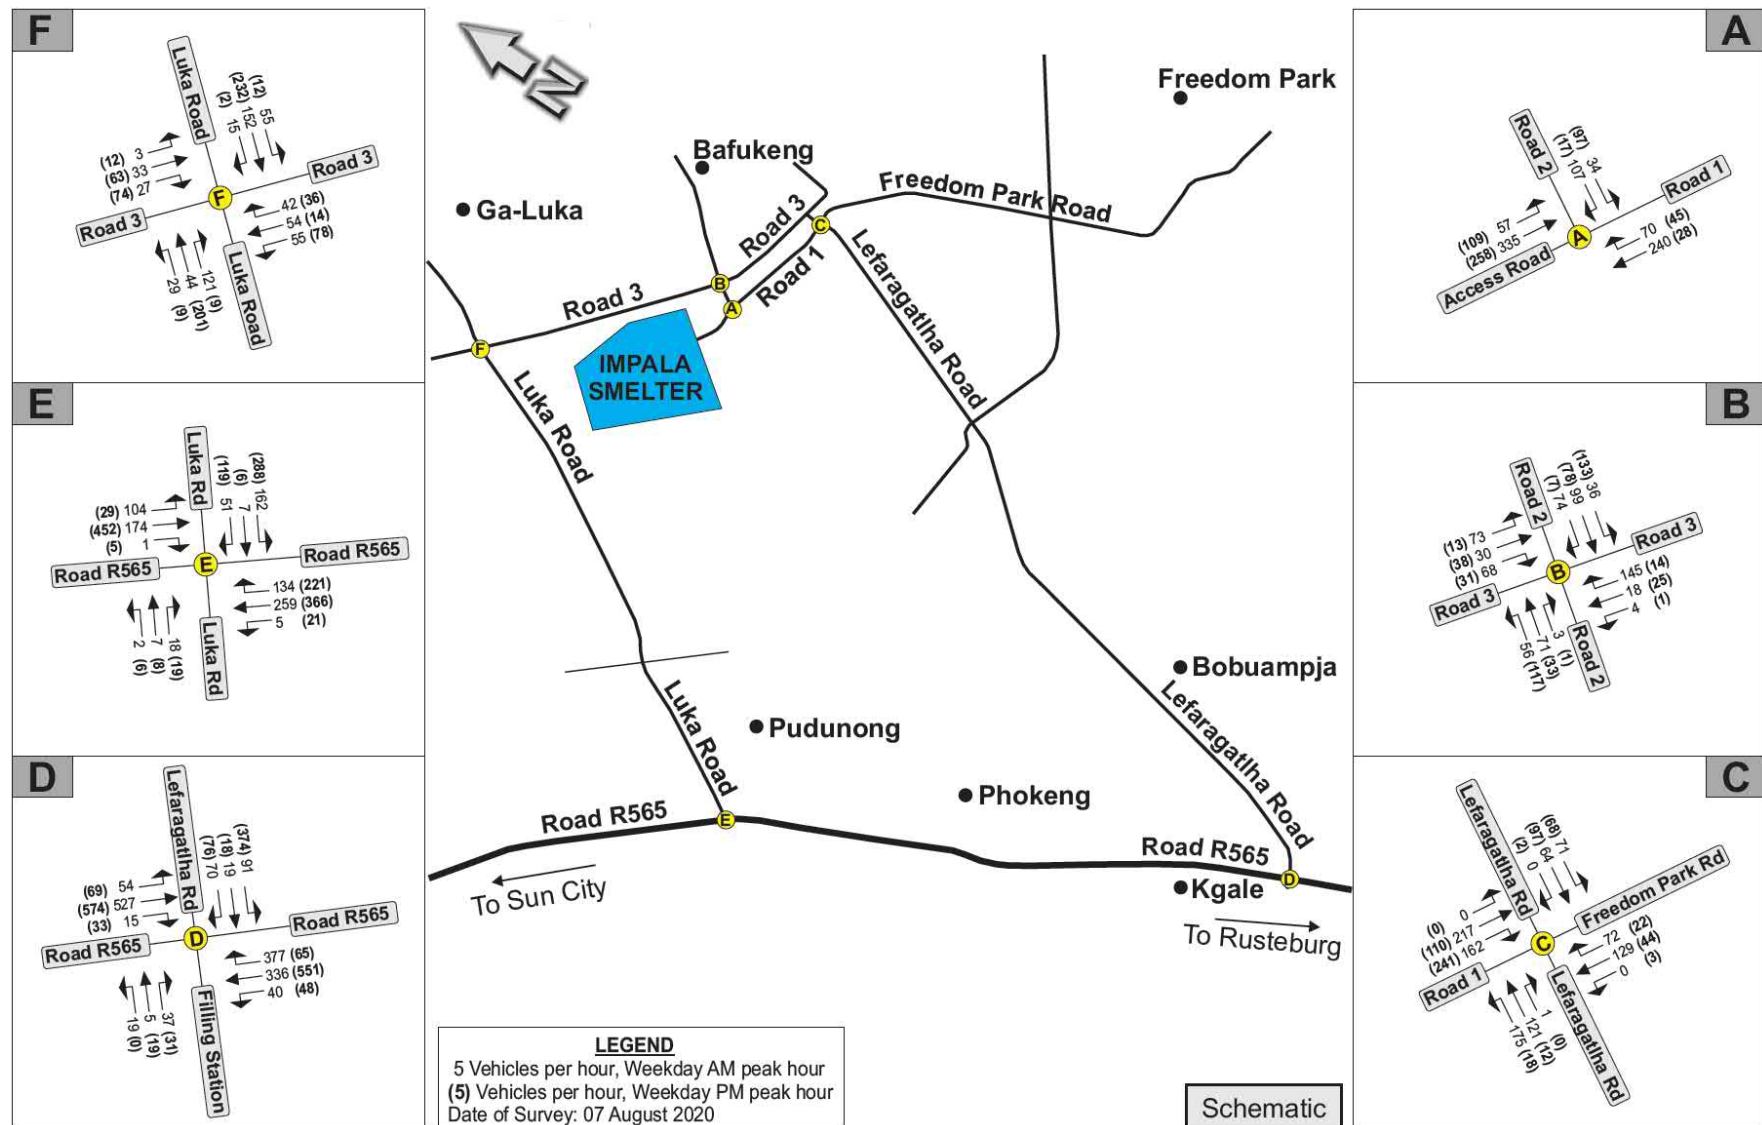 F
Luka Road
(2) 15
(232) 152
(12) 55
(12) 3
(63) 33
(74) 27
Road 3
F
Road 3
42 (36)
54 (14)
55 (78)
29 (9)
44 (201)
121 (9)
Luka Road
E
Luka Rd
(119) 51
(6) 7
(288) 162
(29) 104
(452) 174
(5) 1
Road R565
E
Road R565
134 (221)
259 (366)
5 (21)
2 (6)
7 (8)
18 (19)
Luka Rd
D
Lefaragatlha Rd
(76) 70
(18) 19
(374) 91
(69) 54
(574) 527
(33) 15
Road R565
D
Road R565
377 (65)
336 (551)
40 (48)
19 (0)
5 (19)
37 (31)
Filling Station
N
Freedom Park
Bafukeng
Ga-Luka
Road 3
Freedom Park Road
C
B
Road 1
A
Road 3
F
IMPALA
SMELTER
Lefaragatlha Road
Luka Road
Bobuampja
Luka Road
Pudunong
Lefaragatlha Road
Phokeng
Road R565
E
Road R565
D
Kgale
To Sun City
To Rusteburg
LEGEND
5 Vehicles per hour, Weekday AM peak hour
(5) Vehicles per hour, Weekday PM peak hour
Date of Survey: 07 August 2020
Schematic
A
Road 2
(17) 107
(97) 34
Road 1
(109) 57
(258) 335
A
70 (45)
240 (28)
Access Road
B
Road 2
(7) 74
(78) 99
(133) 36
(13) 73
(38) 30
(31) 68
Road 3
B
Road 3
145 (14)
18 (25)
4 (1)
56 (117)
71 (33)
3 (1)
Road 2
C
Lefaragatlha Rd
(2) 0
(97) 64
(68) 71
Freedom Park Rd
(0) 0
(110) 217
(241) 162
C
72 (22)
129 (44)
0 (3)
Road 1
175 (18)
121 (12)
1 (0)
Lefaragatlha Rd